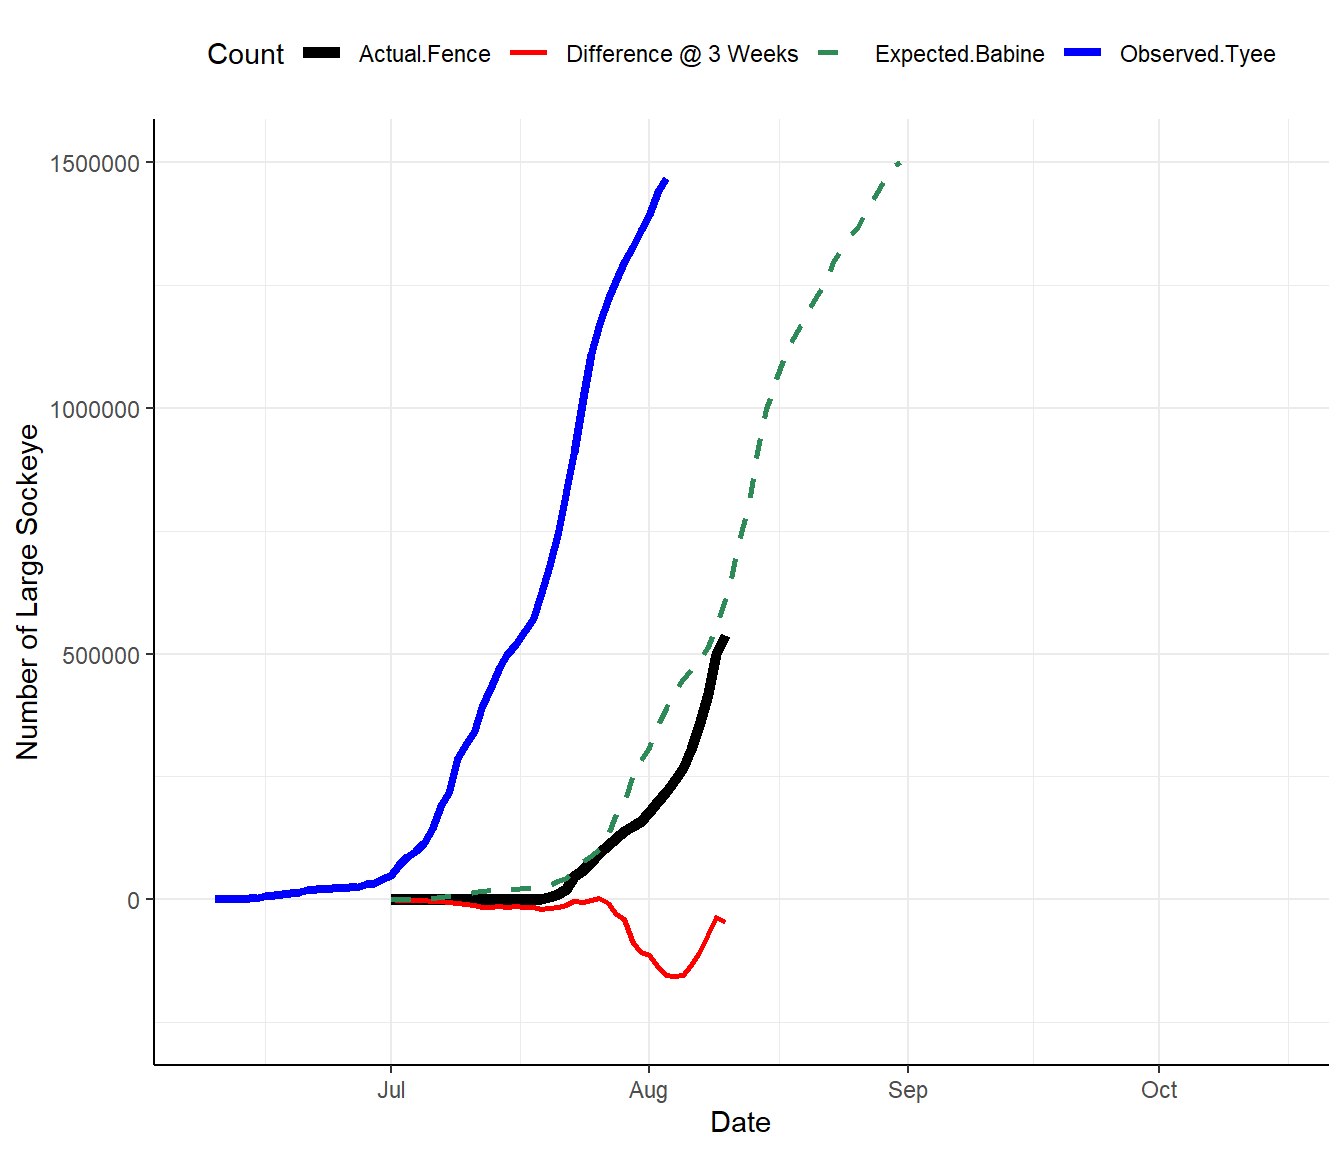 Count Actual.Fence Difference @ 3 Weeks Expected.Babine Observed.Tyee
1500000
1000000
500000
0
Number of Large Sockeye
Jul Aug Sep Oct
Date